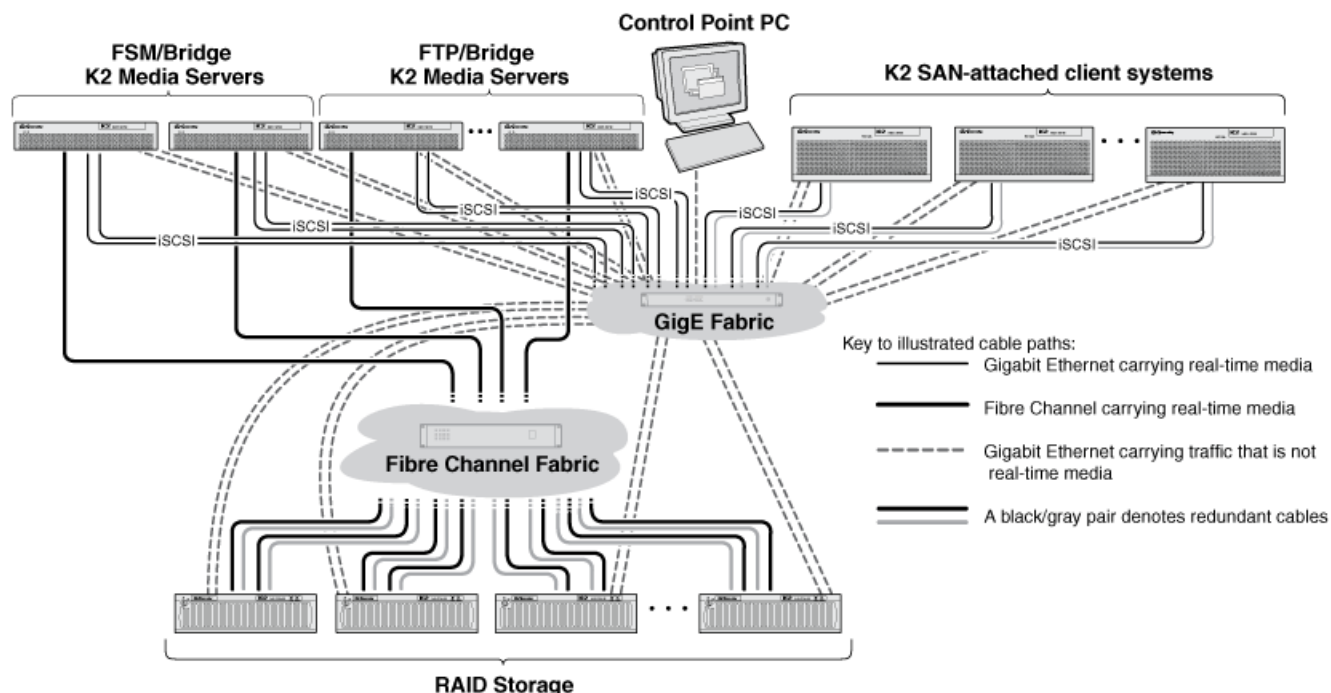 Control Point PC
FSM/Bridge
K2 Media Servers
FTP/Bridge
K2 Media Servers
K2 SAN-attached client systems
iSCSI
iSCSI
iSCSI
iSCSI
iSCSI
iSCSI
iSCSI
GigE Fabric
Key to illustrated cable paths:
Gigabit Ethernet carrying real-time media
Fibre Channel carrying real-time media
Gigabit Ethernet carrying traffic that is not
real-time media
A black/gray pair denotes redundant cables
Fibre Channel Fabric
RAID Storage